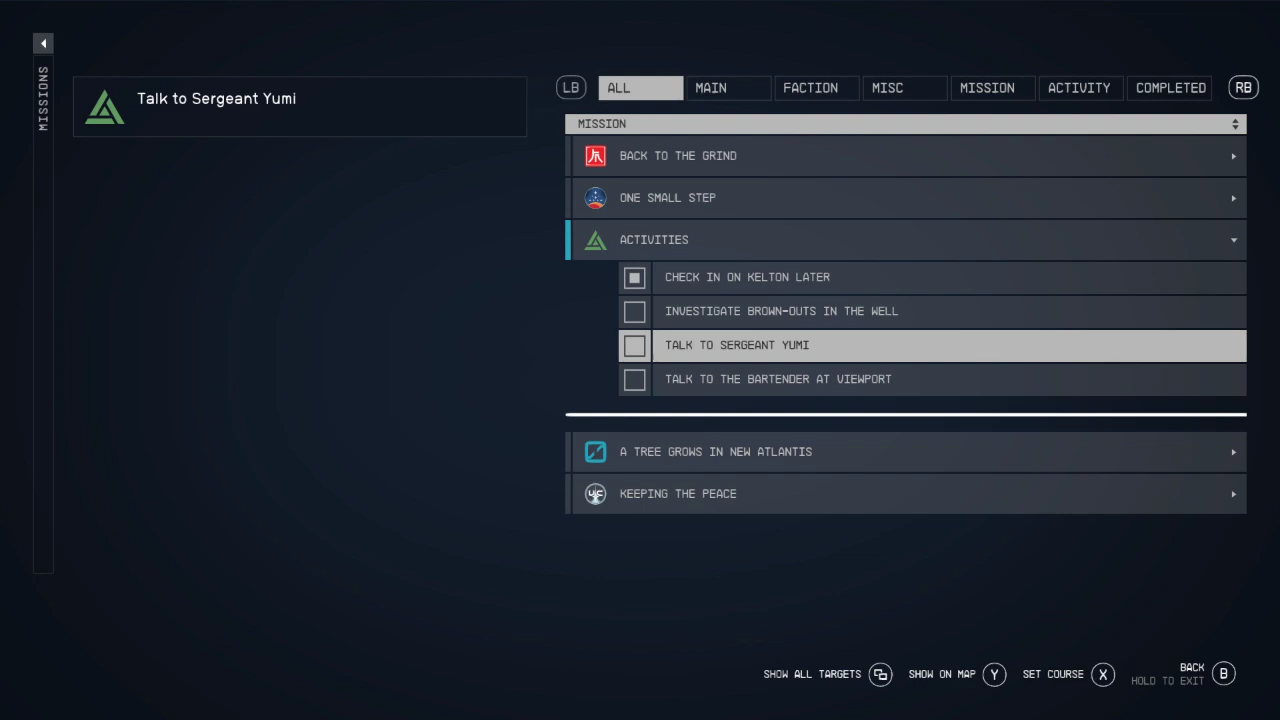 MISSIONS
Talk to Sergeant Yumi
LB
ALL
MAIN
FACTION
MISC
MISSION
ACTIVITY
COMPLETED
RB
MISSION
BACK TO THE GRIND
ONE SMALL STEP
ACTIVITIES
CHECK IN ON KELTON LATER
INVESTIGATE BROWN-OUTS IN THE WELL
TALK TO SERGEANT YUMI
TALK TO THE BARTENDER AT VIEWPORT
A TREE GROWS IN NEW ATLANTIS
UC
KEEPING THE PEACE
SHOW ALL TARGETS
SHOW ON MAP Y
SET COURSE X
BACK B
HOLD TO EXIT